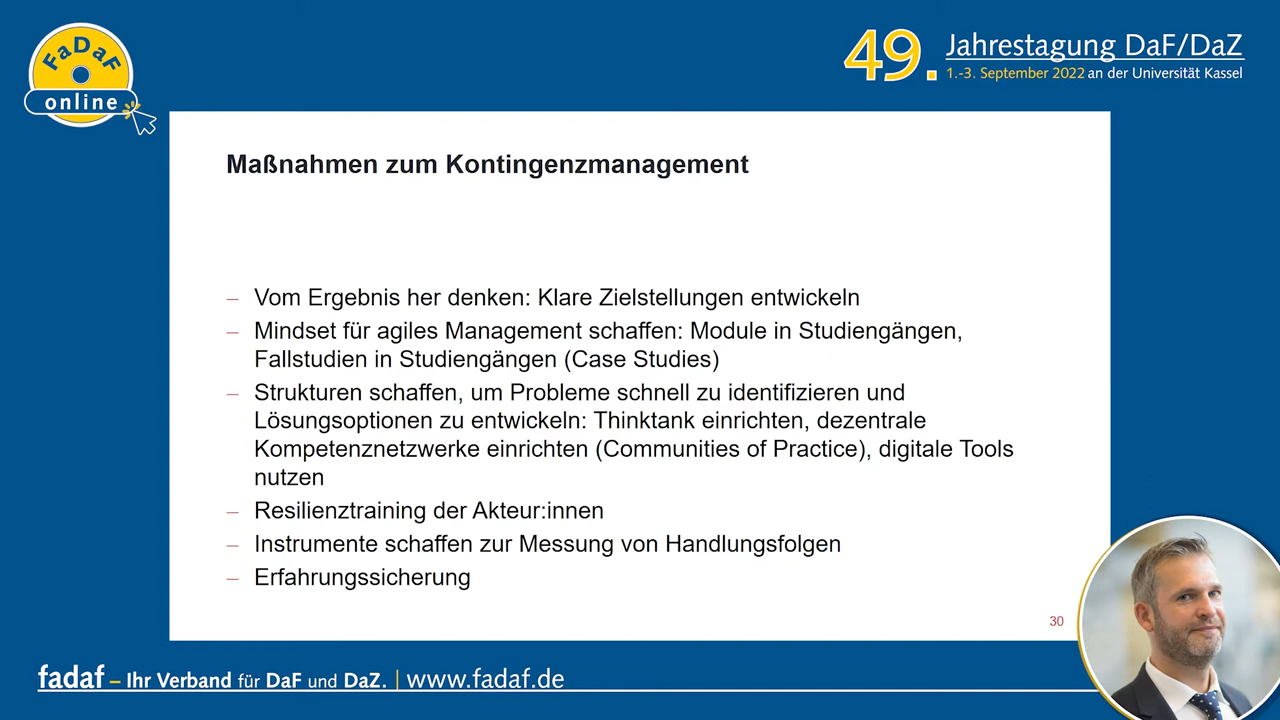 FaDaF
online
49. Jahrestagung DaF/DaZ
1.-3. September 2022 an der Universität Kassel
Maßnahmen zum Kontingenzmanagement
– Vom Ergebnis her denken: Klare Zielstellungen entwickeln
– Mindset für agiles Management schaffen: Module in Studiengängen,
Fallstudien in Studiengängen (Case Studies)
– Strukturen schaffen, um Probleme schnell zu identifizieren und
Lösungsoptionen zu entwickeln: Thinktank einrichten, dezentrale
Kompetenznetzwerke einrichten (Communities of Practice), digitale Tools
nutzen
– Resilienztraining der Akteur:innen
– Instrumente schaffen zur Messung von Handlungsfolgen
– Erfahrungssicherung
30
fadaf – Ihr Verband für DaF und DaZ. | www.fadaf.de